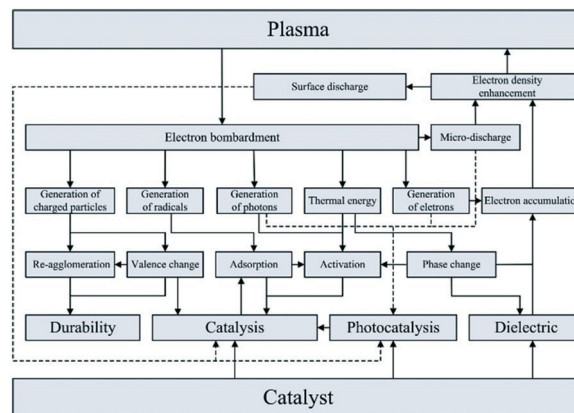 Plasma
Surface discharge
Electron density
enhancement
Electron bombardment
Micro-discharge
Generation of
charged particles
Generation
of radicals
Generation
of photons
Thermal energy
Generation
of eletrons
Electron accumulation
Re-agglomeration
Valence change
Adsorption
Activation
Phase change
Durability
Catalysis
Photocatalysis
Dielectric
Catalyst